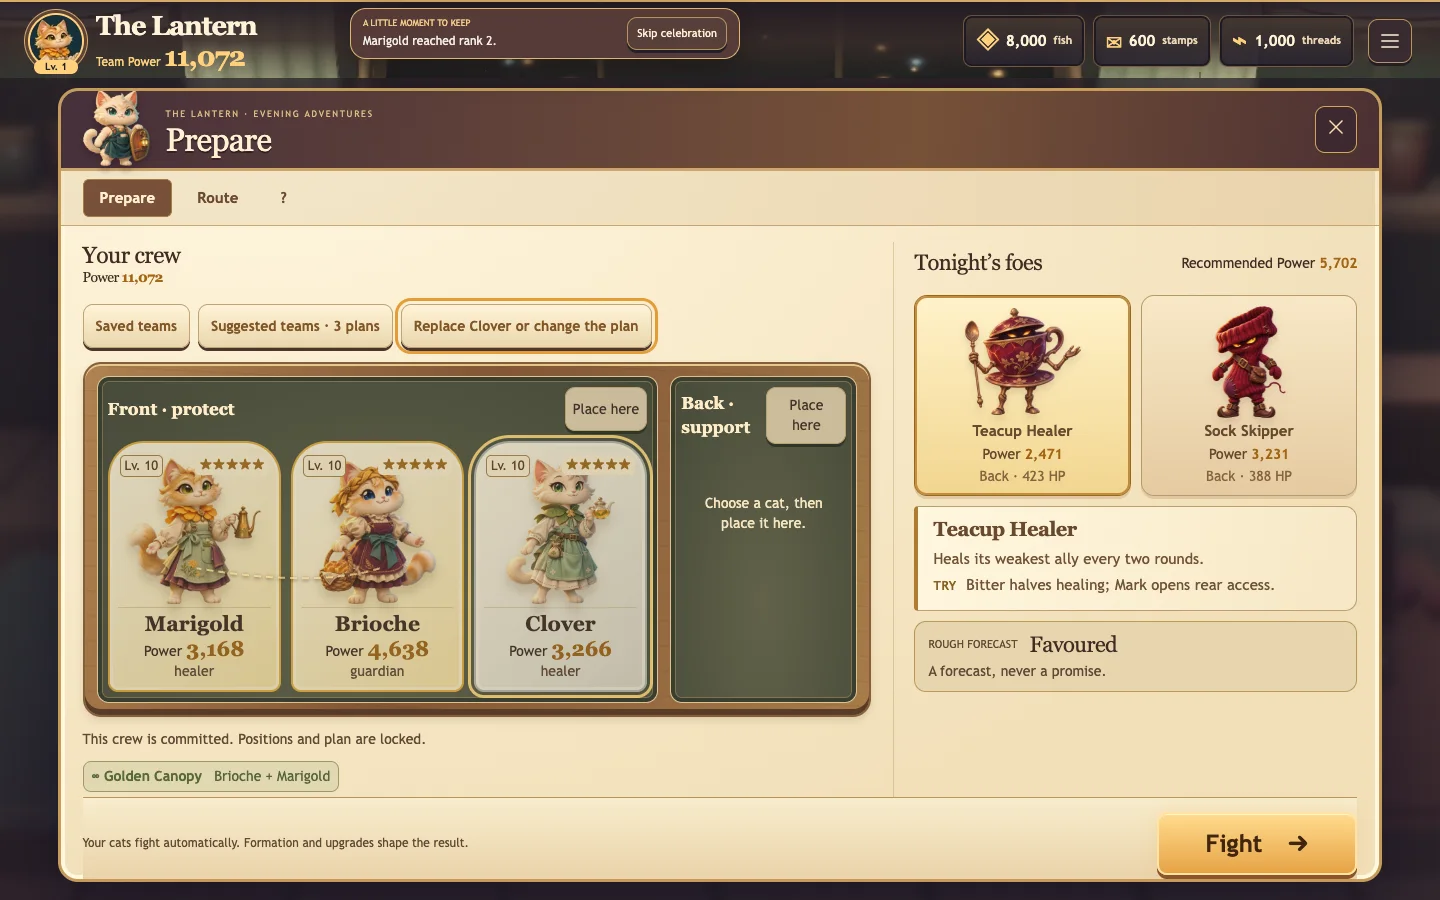 The Lantern
Team Power 11,072
Lv. 1
A LITTLE MOMENT TO KEEP
Marigold reached rank 2.
Skip celebration
8,000 fish
600 stamps
1,000 threads
THE LANTERN · EVENING ADVENTURES
Prepare
Prepare
Route
?
Your crew
Power 11,072
Saved teams
Suggested teams · 3 plans
Replace Clover or change the plan
Front · protect
Place here
Lv. 10
Marigold
Power 3,168
healer
Lv. 10
Brioche
Power 4,638
guardian
Lv. 10
Clover
Power 3,266
healer
Back ·
support
Place
here
Choose a cat, then
place it here.
This crew is committed. Positions and plan are locked.
Golden Canopy Brioche + Marigold
Tonight's foes
Recommended Power 5,702
Teacup Healer
Power 2,471
Back · 423 HP
Sock Skipper
Power 3,231
Back · 388 HP
Teacup Healer
Heals its weakest ally every two rounds.
TRY Bitter halves healing; Mark opens rear access.
ROUGH FORECAST Favoured
A forecast, never a promise.
Your cats fight automatically. Formation and upgrades shape the result.
Fight →